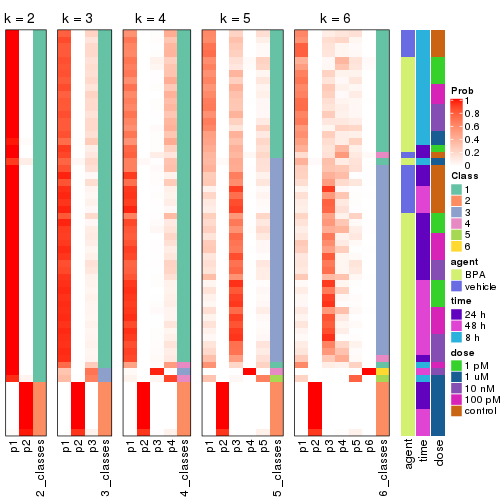 k = 2
k = 3
k = 4
k = 5
k = 6
p1
p2
2_classes
p1
p2
p3
3_classes
p1
p2
p3
p4
4_classes
p1
p2
p3
p4
p5
5_classes
p1
p2
p3
p4
p5
p6
6_classes
agent
time
dose
Prob
1
0.8
0.6
0.4
0.2
0
Class
1
2
3
4
5
6
agent
BPA
vehicle
time
24 h
48 h
8 h
dose
1 pM
1 uM
10 nM
100 pM
control